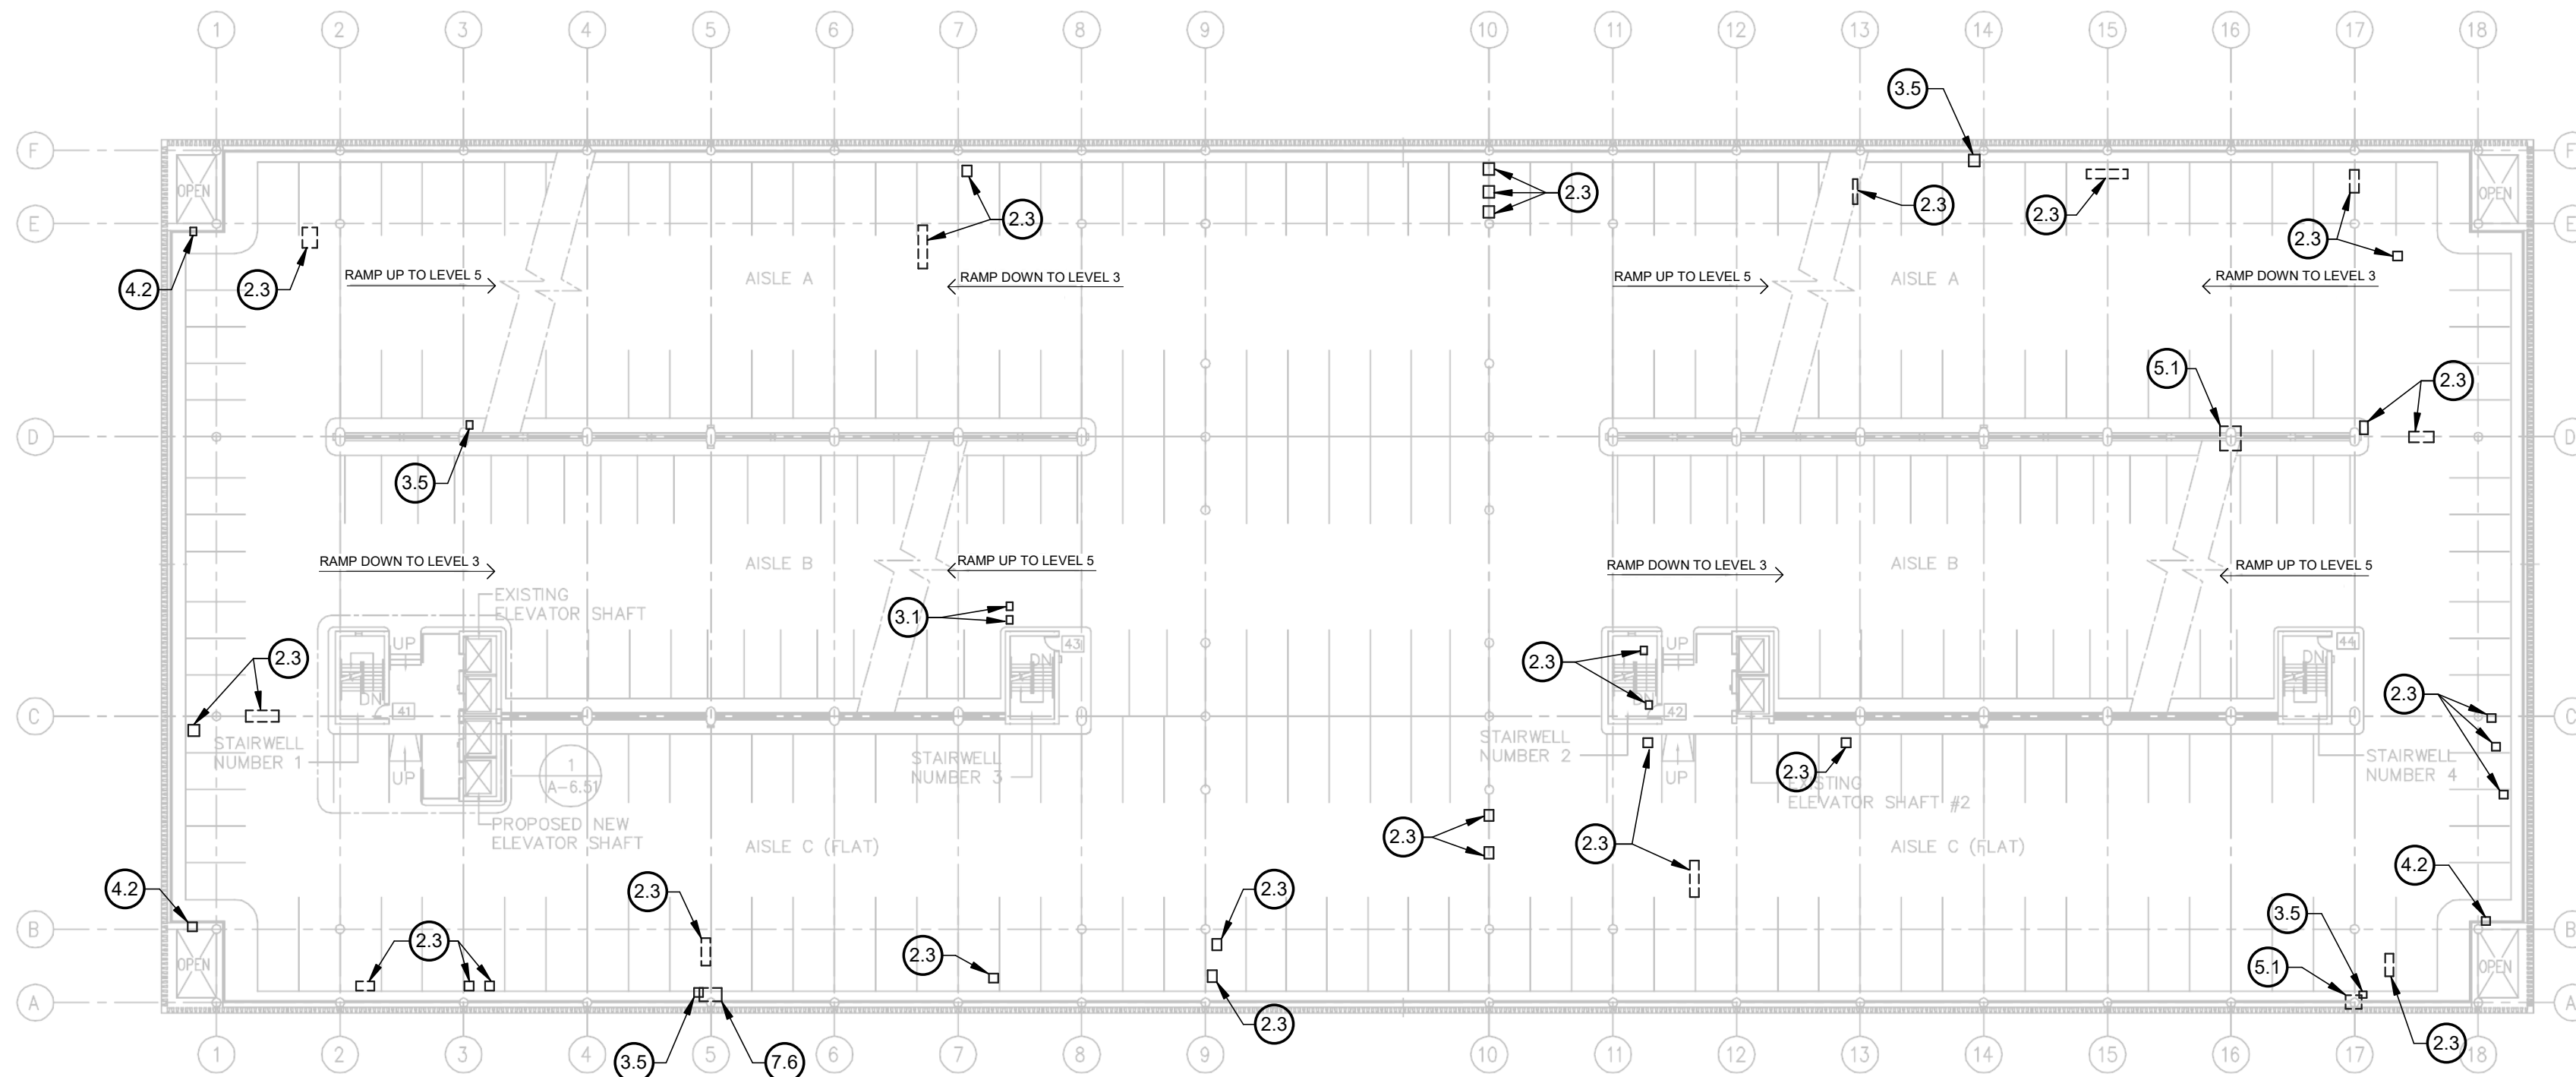 1 2 3 4 5 6 7 8 9 10 11 12 13 14 15 16 17 18
3.5
F F
OPEN 2.3 2.3 2.3 2.3 OPEN
E E
4.2 2.3 2.3
RAMP UP TO LEVEL 5 AISLE A RAMP DOWN TO LEVEL 3 RAMP UP TO LEVEL 5 AISLE A RAMP DOWN TO LEVEL 3
5.1 2.3
D D
3.5
RAMP DOWN TO LEVEL 3 AISLE B RAMP UP TO LEVEL 5 RAMP DOWN TO LEVEL 3 AISLE B RAMP UP TO LEVEL 5
EXISTING
ELEVATOR SHAFT
3.1
UP 43 UP 44
2.3 DN 2.3 DN
DN DN 2.3
41 42
C C
STAIRWELL
NUMBER 1
UP
1
A-6.51
STAIRWELL
NUMBER 3
STAIRWELL
NUMBER 2
UP
2.3
STAIRWELL
NUMBER 4
EXISTING
ELEVATOR SHAFT #2
PROPOSED NEW
ELEVATOR SHAFT
2.3 2.3
AISLE C (FLAT) AISLE C (FLAT)
4.2
4.2 2.3 2.3
3.5
B B
2.3 2.3
OPEN 5.1 OPEN
A A
2.3 2.3
3.5 7.6
1 2 3 4 5 6 7 8 9 10 11 12 13 14 15 16 17 18